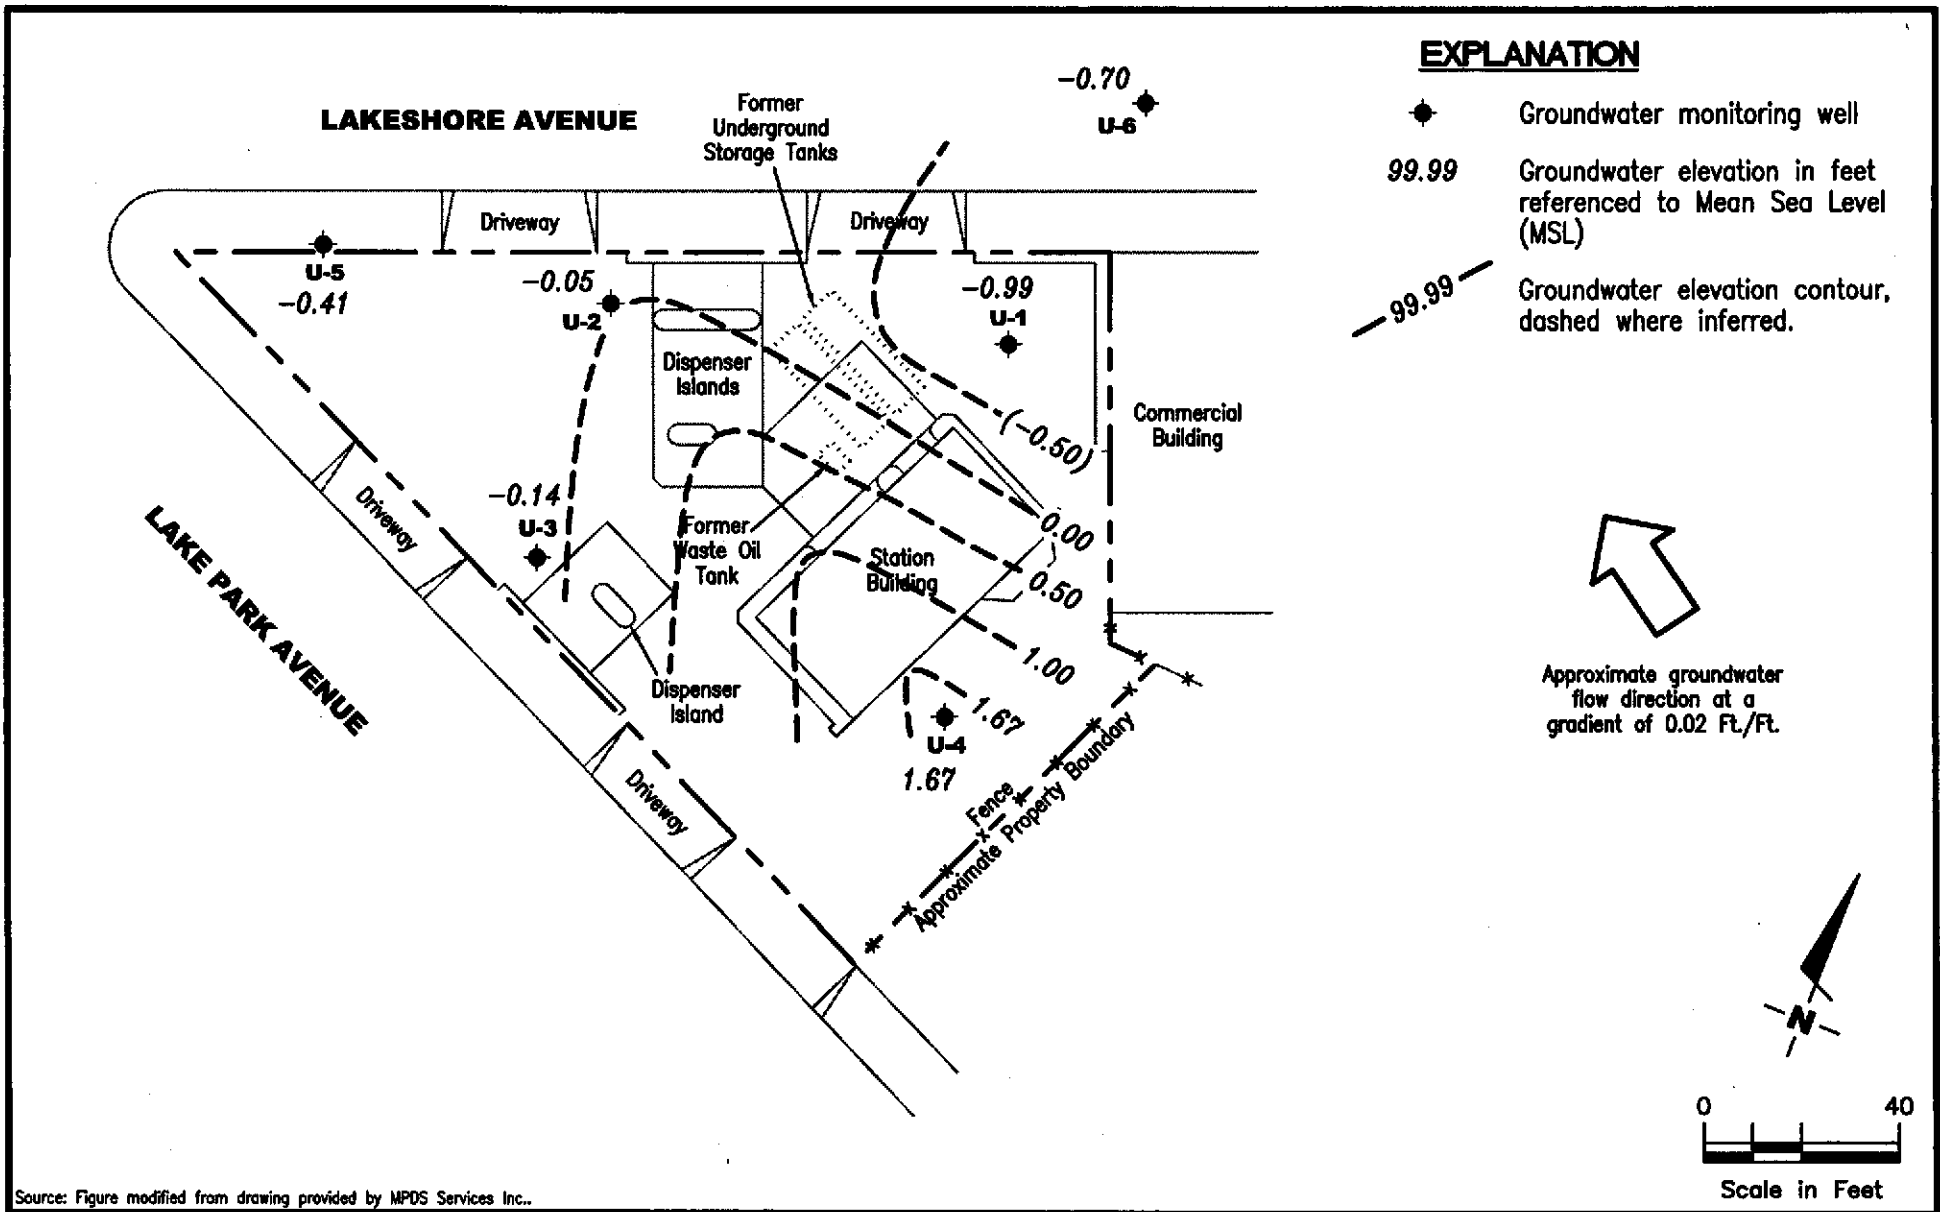 EXPLANATION
-0.70
U-6
Groundwater monitoring well
99.99
Groundwater elevation in feet
referenced to Mean Sea Level
(MSL)
99.99
Groundwater elevation contour,
dashed where inferred.
LAKESHORE AVENUE
Former
Underground
Storage Tanks
Driveway
Driveway
U-5
-0.41
-0.05
U-2
-0.99
U-1
Dispenser
Islands
(-0.50)
Commercial
Building
-0.14
U-3
Driveway
LAKE PARK AVENUE
Former
Waste Oil
Tank
Station
Building
0.00
0.50
1.00
1.67
Dispenser
Island
U-4
1.67
Driveway
Fence
Approximate Property Boundary
Approximate groundwater
flow direction at a
gradient of 0.02 Ft./Ft.
N
0 40
Scale in Feet
Source: Figure modified from drawing provided by MPDS Services Inc..